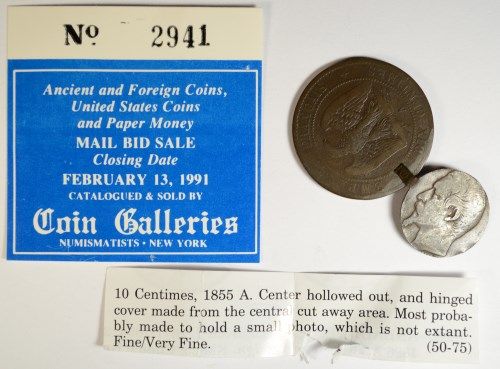 No 2941
Ancient and Foreign Coins,
United States Coins
and Paper Money
MAIL BID SALE
Closing Date
FEBRUARY 13, 1991
CATALOGUED & SOLD BY
Coin Galleries
NUMISMATISTS • NEW YORK
10 Centimes, 1855 A. Center hollowed out, and hinged
cover made from the central cut away area. Most proba-
bly made to hold a small photo, which is not extant.
Fine/Very Fine. (50-75)